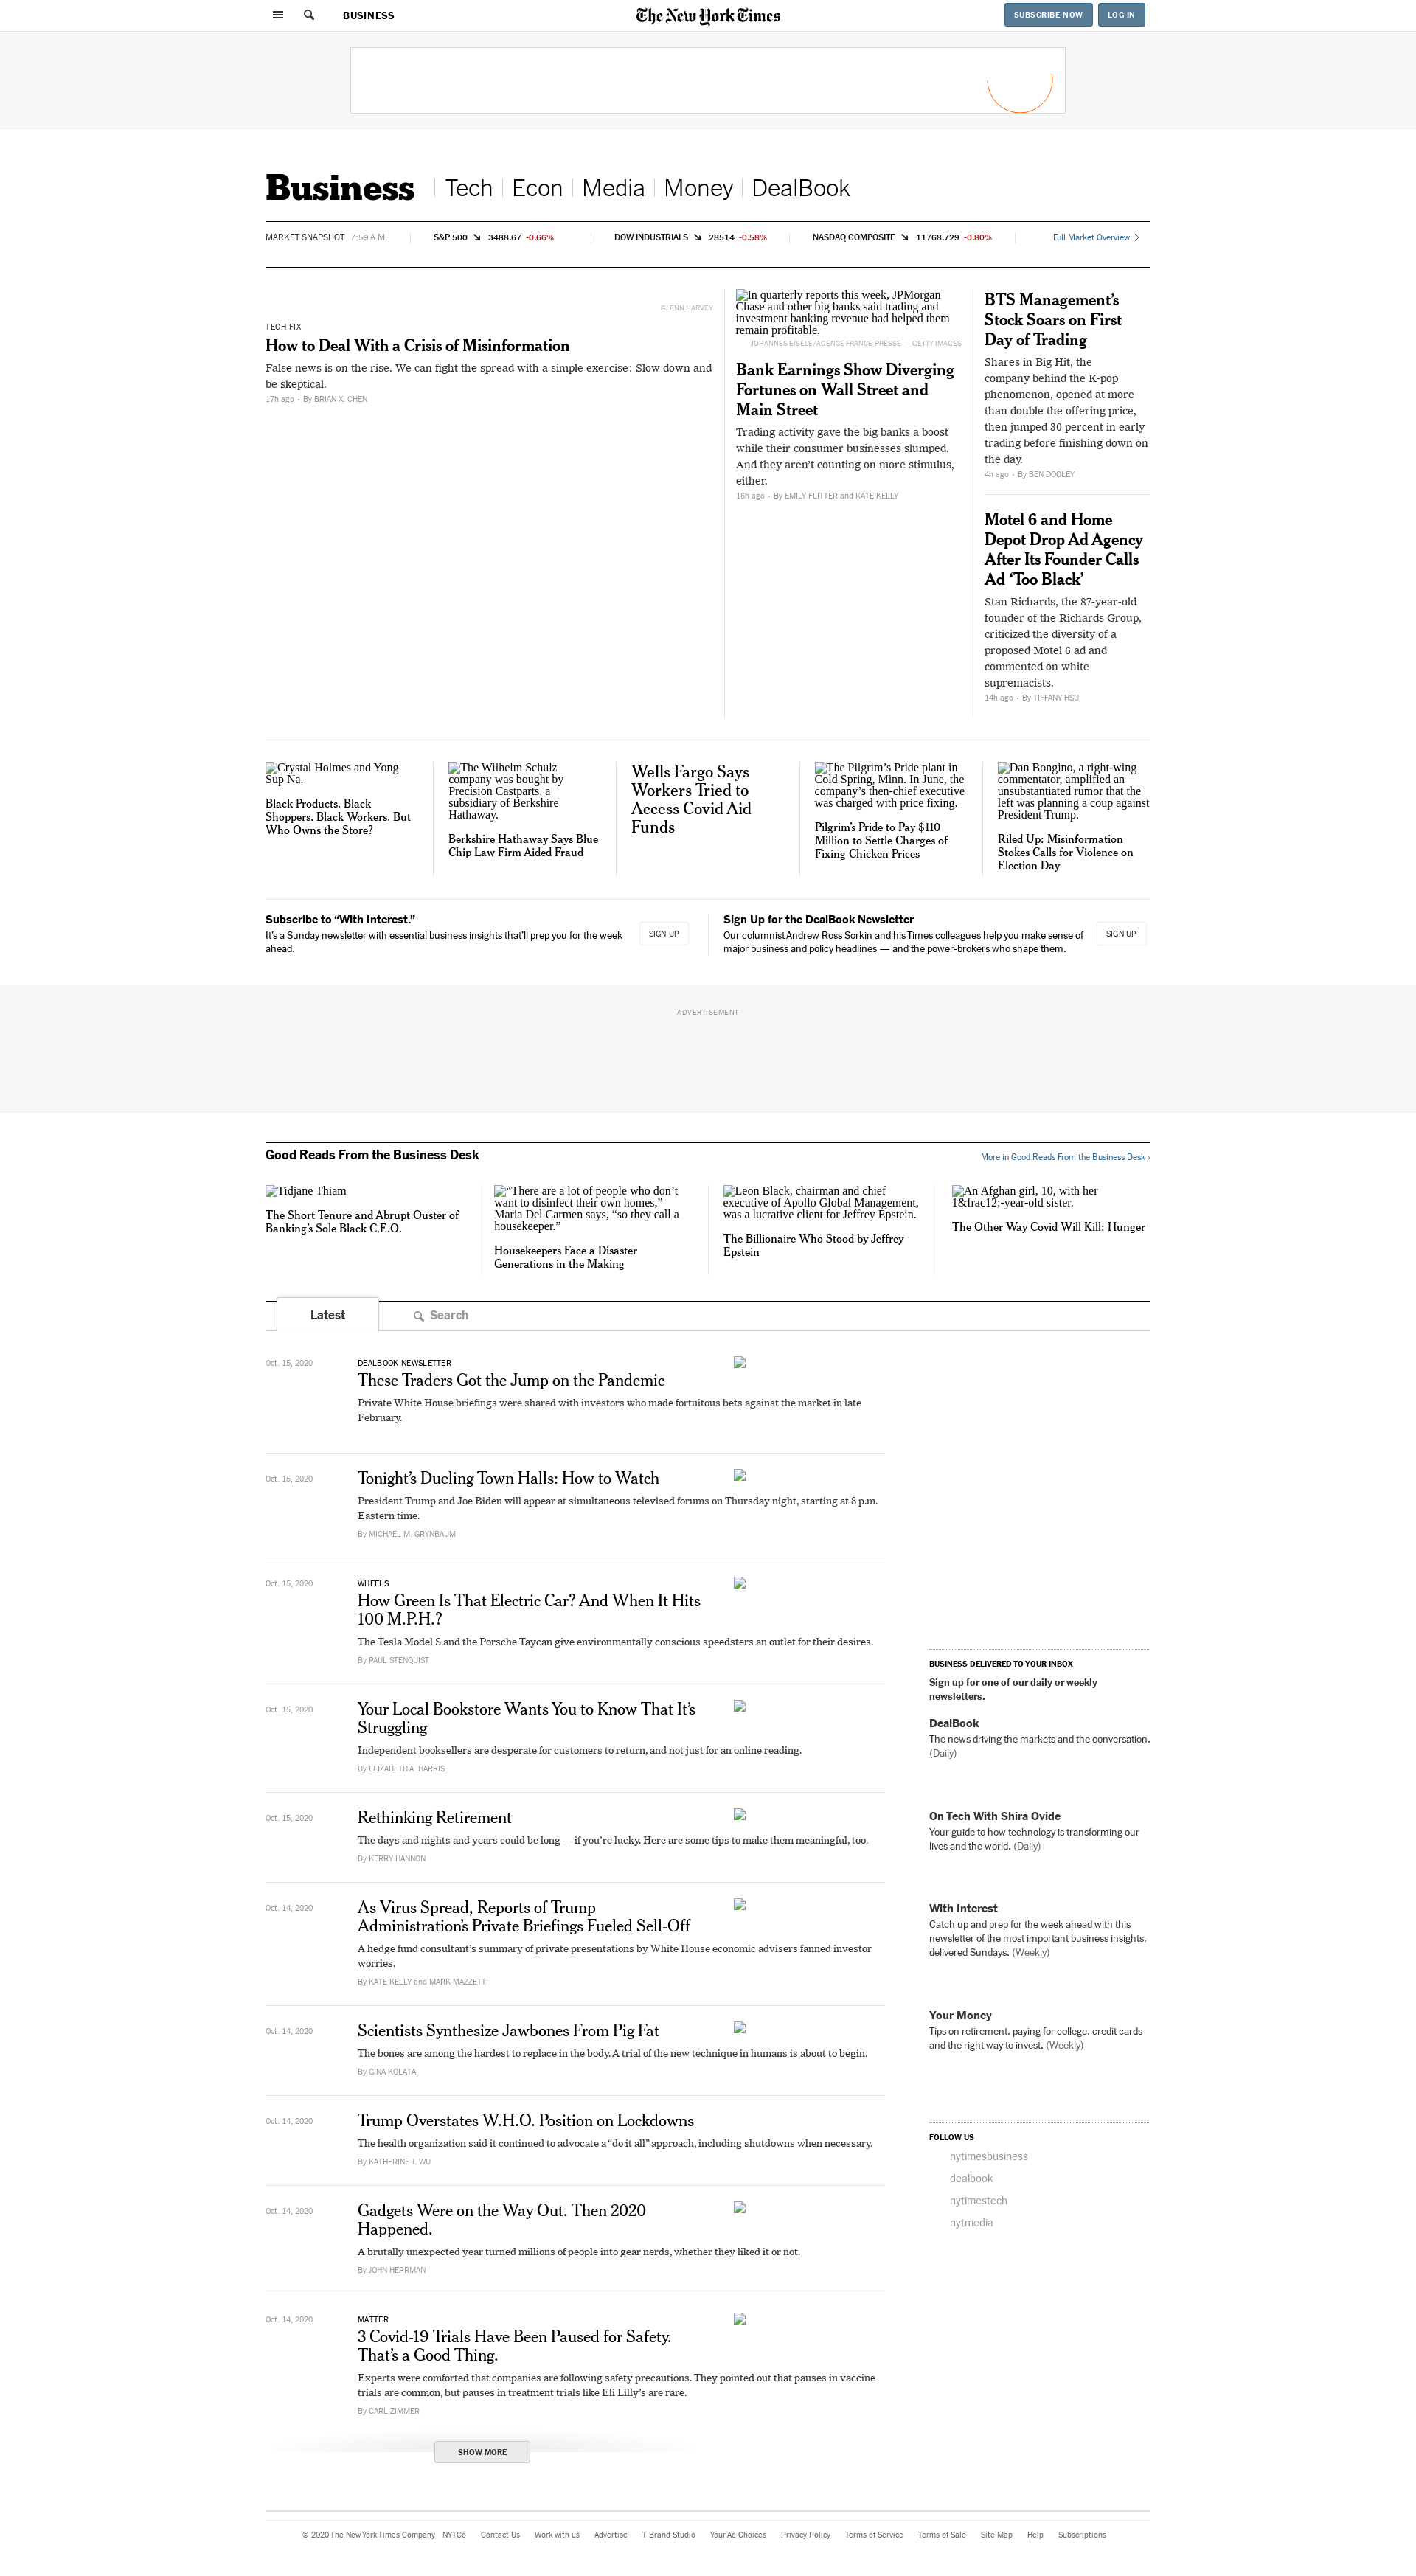 BUSINESS
The New York Times
SUBSCRIBE NOW
LOG IN
Business
Tech
Econ
Media
Money
DealBook
MARKET SNAPSHOT 7:59 A.M.
S&P 500 3488.67 -0.66%
DOW INDUSTRIALS 28514 -0.58%
NASDAQ COMPOSITE 11768.729 -0.80%
Full Market Overview
GLENN HARVEY
TECH FIX
How to Deal With a Crisis of Misinformation
False news is on the rise. We can fight the spread with a simple exercise: Slow down and
be skeptical.
17h ago • By BRIAN X. CHEN
In quarterly reports this week, JPMorgan
Chase and other big banks said trading and
investment banking revenue had helped them
remain profitable.
JOHANNES EISELE/AGENCE FRANCE-PRESSE — GETTY IMAGES
Bank Earnings Show Diverging
Fortunes on Wall Street and
Main Street
Trading activity gave the big banks a boost
while their consumer businesses slumped.
And they aren’t counting on more stimulus,
either.
16h ago • By EMILY FLITTER and KATE KELLY
BTS Management’s
Stock Soars on First
Day of Trading
Shares in Big Hit, the
company behind the K-pop
phenomenon, opened at more
than double the offering price,
then jumped 30 percent in early
trading before finishing down on
the day.
4h ago • By BEN DOOLEY
Motel 6 and Home
Depot Drop Ad Agency
After Its Founder Calls
Ad ‘Too Black’
Stan Richards, the 87-year-old
founder of the Richards Group,
criticized the diversity of a
proposed Motel 6 ad and
commented on white
supremacists.
14h ago • By TIFFANY HSU
Crystal Holmes and Yong
Sup Na.
Black Products. Black
Shoppers. Black Workers. But
Who Owns the Store?
The Wilhelm Schulz
company was bought by
Precision Castparts, a
subsidiary of Berkshire
Hathaway.
Berkshire Hathaway Says Blue
Chip Law Firm Aided Fraud
Wells Fargo Says
Workers Tried to
Access Covid Aid
Funds
The Pilgrim’s Pride plant in
Cold Spring, Minn. In June, the
company’s then-chief executive
was charged with price fixing.
Pilgrim’s Pride to Pay $110
Million to Settle Charges of
Fixing Chicken Prices
Dan Bongino, a right-wing
commentator, amplified an
unsubstantiated rumor that the
left was planning a coup against
President Trump.
Riled Up: Misinformation
Stokes Calls for Violence on
Election Day
Subscribe to “With Interest.”
It’s a Sunday newsletter with essential business insights that’ll prep you for the week
ahead.
SIGN UP
Sign Up for the DealBook Newsletter
Our columnist Andrew Ross Sorkin and his Times colleagues help you make sense of
major business and policy headlines — and the power-brokers who shape them.
SIGN UP
ADVERTISEMENT
Good Reads From the Business Desk
More in Good Reads From the Business Desk ›
Tidjane Thiam
The Short Tenure and Abrupt Ouster of
Banking’s Sole Black C.E.O.
“There are a lot of people who don’t
want to disinfect their own homes,”
Maria Del Carmen says, “so they call a
housekeeper.”
Housekeepers Face a Disaster
Generations in the Making
Leon Black, chairman and chief
executive of Apollo Global Management,
was a lucrative client for Jeffrey Epstein.
The Billionaire Who Stood by Jeffrey
Epstein
An Afghan girl, 10, with her
1&frac12;-year-old sister.
The Other Way Covid Will Kill: Hunger
Latest
Search
Oct. 15, 2020
DEALBOOK NEWSLETTER
These Traders Got the Jump on the Pandemic
Private White House briefings were shared with investors who made fortuitous bets against the market in late
February.
Oct. 15, 2020
Tonight’s Dueling Town Halls: How to Watch
President Trump and Joe Biden will appear at simultaneous televised forums on Thursday night, starting at 8 p.m.
Eastern time.
By MICHAEL M. GRYNBAUM
Oct. 15, 2020
WHEELS
How Green Is That Electric Car? And When It Hits
100 M.P.H.?
The Tesla Model S and the Porsche Taycan give environmentally conscious speedsters an outlet for their desires.
By PAUL STENQUIST
Oct. 15, 2020
Your Local Bookstore Wants You to Know That It’s
Struggling
Independent booksellers are desperate for customers to return, and not just for an online reading.
By ELIZABETH A. HARRIS
Oct. 15, 2020
Rethinking Retirement
The days and nights and years could be long — if you’re lucky. Here are some tips to make them meaningful, too.
By KERRY HANNON
Oct. 14, 2020
As Virus Spread, Reports of Trump
Administration’s Private Briefings Fueled Sell-Off
A hedge fund consultant’s summary of private presentations by White House economic advisers fanned investor
worries.
By KATE KELLY and MARK MAZZETTI
Oct. 14, 2020
Scientists Synthesize Jawbones From Pig Fat
The bones are among the hardest to replace in the body. A trial of the new technique in humans is about to begin.
By GINA KOLATA
Oct. 14, 2020
Trump Overstates W.H.O. Position on Lockdowns
The health organization said it continued to advocate a “do it all” approach, including shutdowns when necessary.
By KATHERINE J. WU
Oct. 14, 2020
Gadgets Were on the Way Out. Then 2020
Happened.
A brutally unexpected year turned millions of people into gear nerds, whether they liked it or not.
By JOHN HERRMAN
Oct. 14, 2020
MATTER
3 Covid-19 Trials Have Been Paused for Safety.
That’s a Good Thing.
Experts were comforted that companies are following safety precautions. They pointed out that pauses in vaccine
trials are common, but pauses in treatment trials like Eli Lilly’s are rare.
By CARL ZIMMER
SHOW MORE
BUSINESS DELIVERED TO YOUR INBOX
Sign up for one of our daily or weekly
newsletters.
DealBook
The news driving the markets and the conversation.
(Daily)
On Tech With Shira Ovide
Your guide to how technology is transforming our
lives and the world. (Daily)
With Interest
Catch up and prep for the week ahead with this
newsletter of the most important business insights,
delivered Sundays. (Weekly)
Your Money
Tips on retirement, paying for college, credit cards
and the right way to invest. (Weekly)
FOLLOW US
nytimesbusiness
dealbook
nytimestech
nytmedia
© 2020 The New York Times Company NYTCo Contact Us Work with us Advertise T Brand Studio Your Ad Choices Privacy Policy Terms of Service Terms of Sale Site Map Help Subscriptions